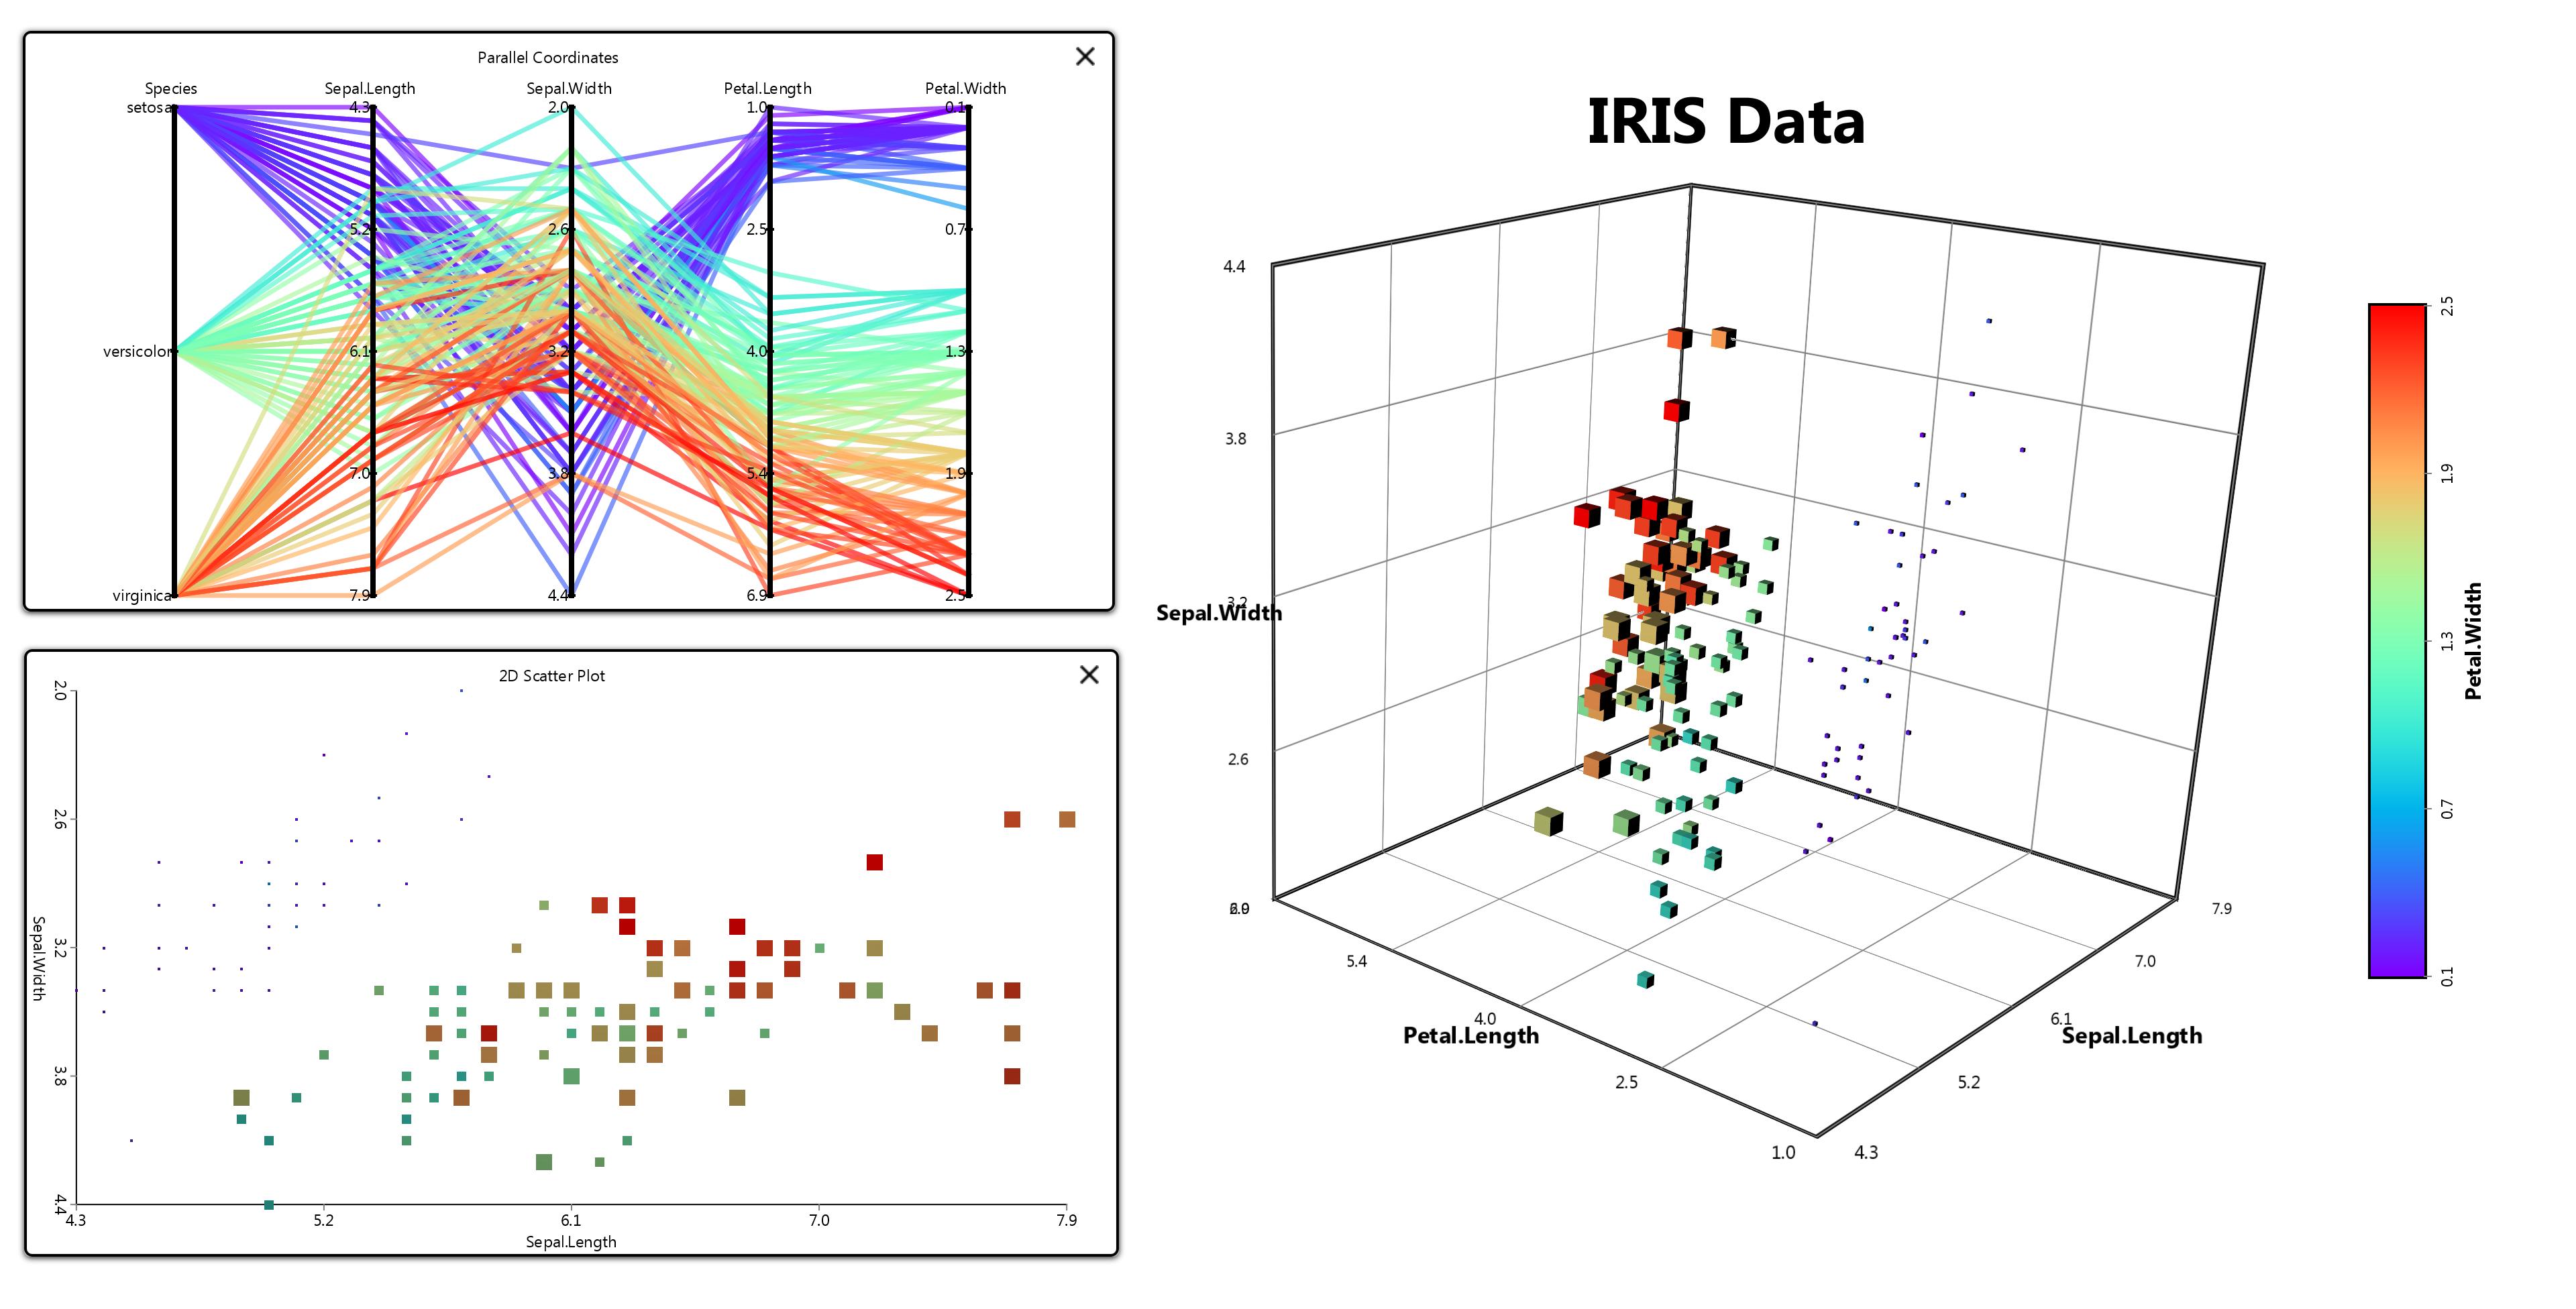 Parallel Coordinates
Species Sepal.Length Sepal.Width Petal.Length Petal.Width
setosa 4.3 2.0 1.0 0.1
5.2 2.6 2.5 0.7
versicolor 6.1 3.2 4.0 1.3
7.0 3.8 5.4 1.9
virginica 7.9 4.4 6.9 2.5
2D Scatter Plot
2.0
2.6
3.2
3.8
4.4
Sepal.Width
4.3 5.2 6.1 7.0 7.9
Sepal.Length
IRIS Data
4.4
3.8
3.2
Sepal.Width
2.6
5.4
4.0
2.5
1.0
Petal.Length
7.9
7.0
6.1
5.2
4.3
Sepal.Length
2.5
1.9
1.3
0.7
0.1
Petal.Width